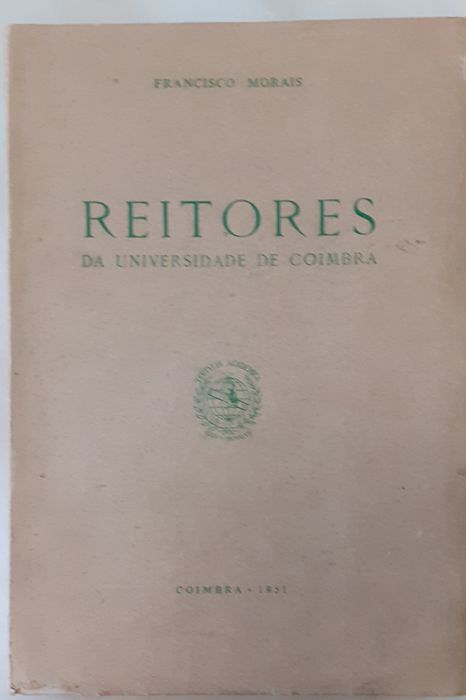 FRANCISCO MORAIS
REITORES
DA UNIVERSIDADE DE COIMBRA
COIMBRA · 1951